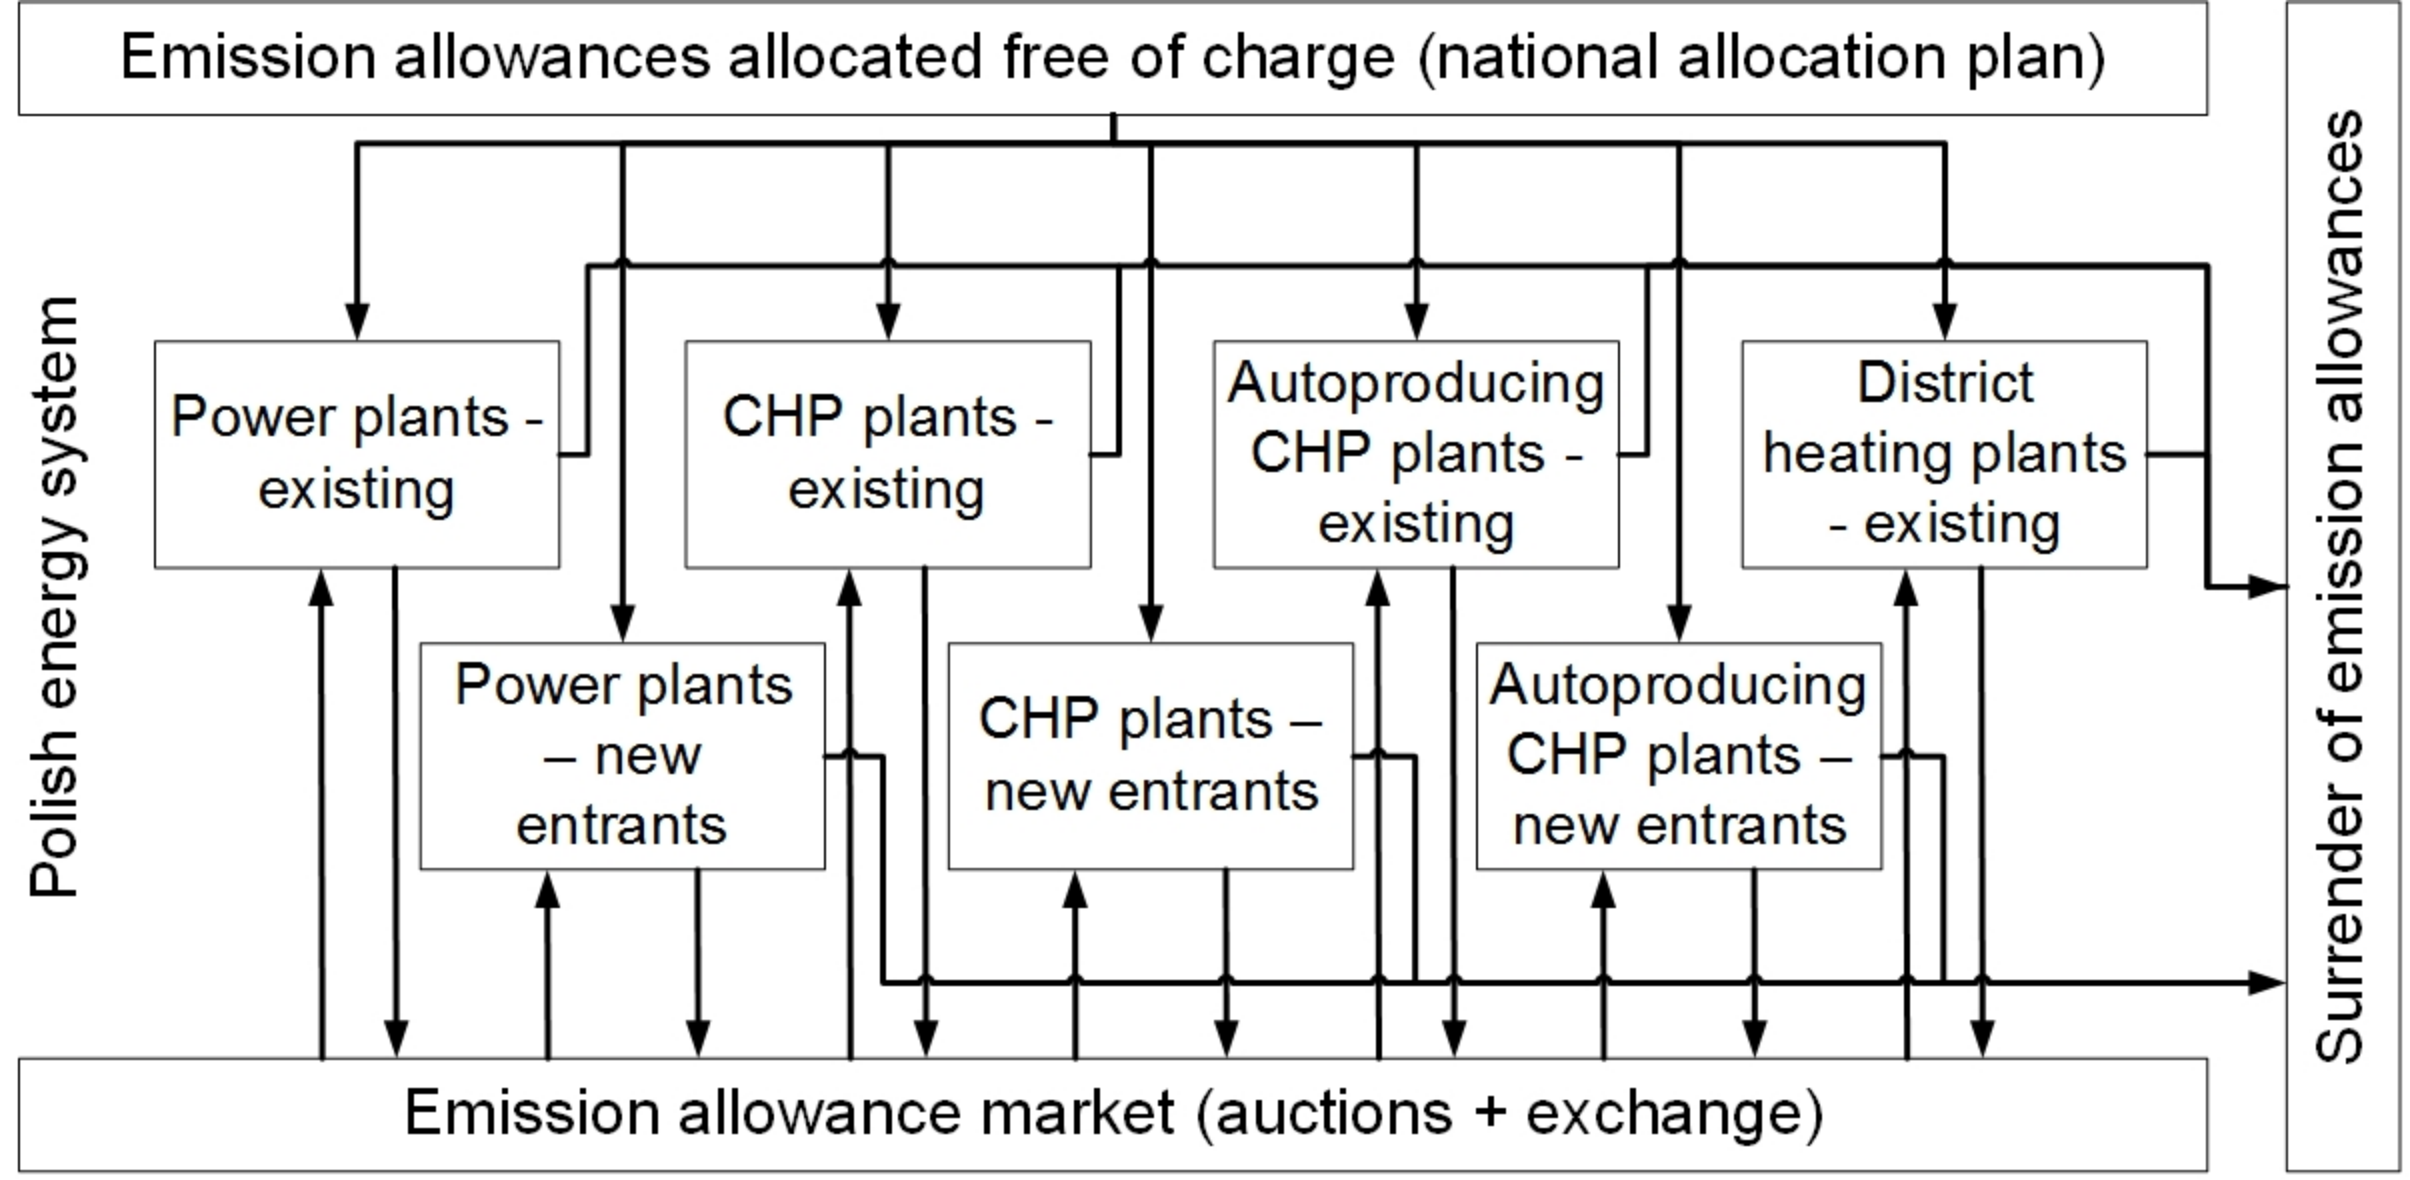 Emission allowances allocated free of charge (national allocation plan)
Polish energy system
Power plants -
existing
CHP plants -
existing
Autoproducing
CHP plants -
existing
District
heating plants
- existing
Power plants
– new
entrants
CHP plants –
new entrants
Autoproducing
CHP plants –
new entrants
Emission allowance market (auctions + exchange)
Surrender of emission allowances